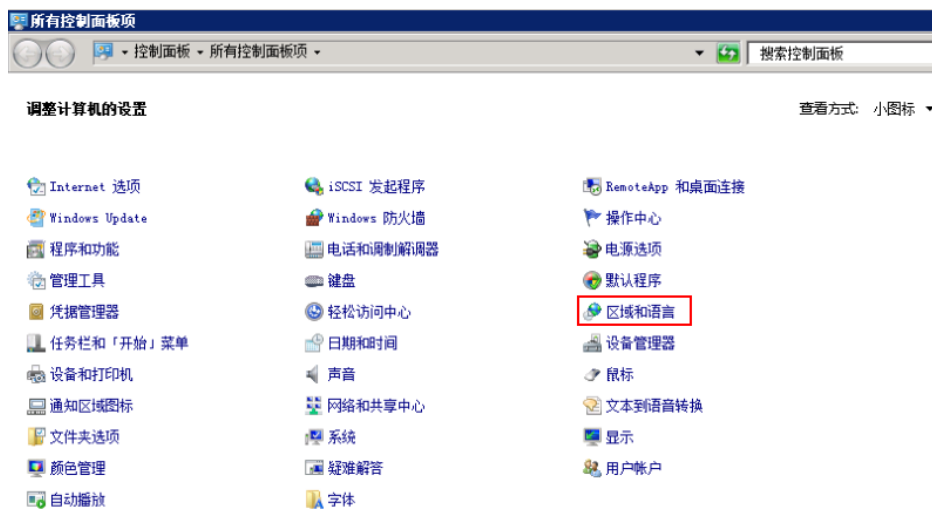 所有控制面板项
控制面板 所有控制面板项 搜索控制面板
调整计算机的设置 查看方式: 小图标
Internet 选项 iSCSI 发起程序 RemoteApp 和桌面连接
Windows Update Windows 防火墙 操作中心
程序和功能 电话和调制解调器 电源选项
管理工具 键盘 默认程序
凭据管理器 轻松访问中心 区域和语言
任务栏和「开始」菜单 日期和时间 设备管理器
设备和打印机 声音 鼠标
通知区域图标 网络和共享中心 文本到语音转换
文件夹选项 系统 显示
颜色管理 疑难解答 用户帐户
自动播放 字体